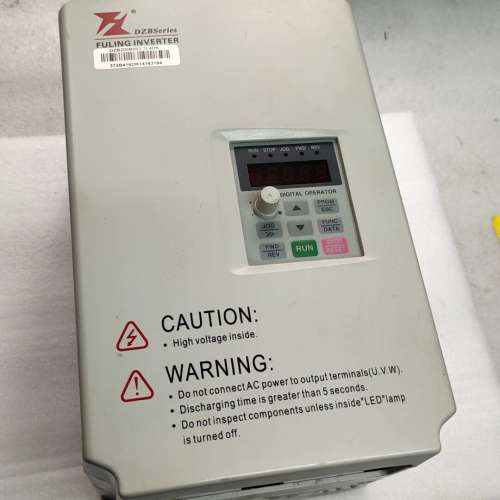 DZBSeries
FULING INVERTER
RUN STOP JOG FWD REV
DIGITAL OPERATOR
PRGM
ESC
JOG
>>
FUNC
DATA
FWD
REV
RUN
STOP
RESET
CAUTION:
• High voltage inside.
WARNING:
• Do not connect AC power to output terminals(U.V.W).
• Discharging time is greater than 5 seconds.
• Do not inspect components unless inside"LED"lamp
is turned off.